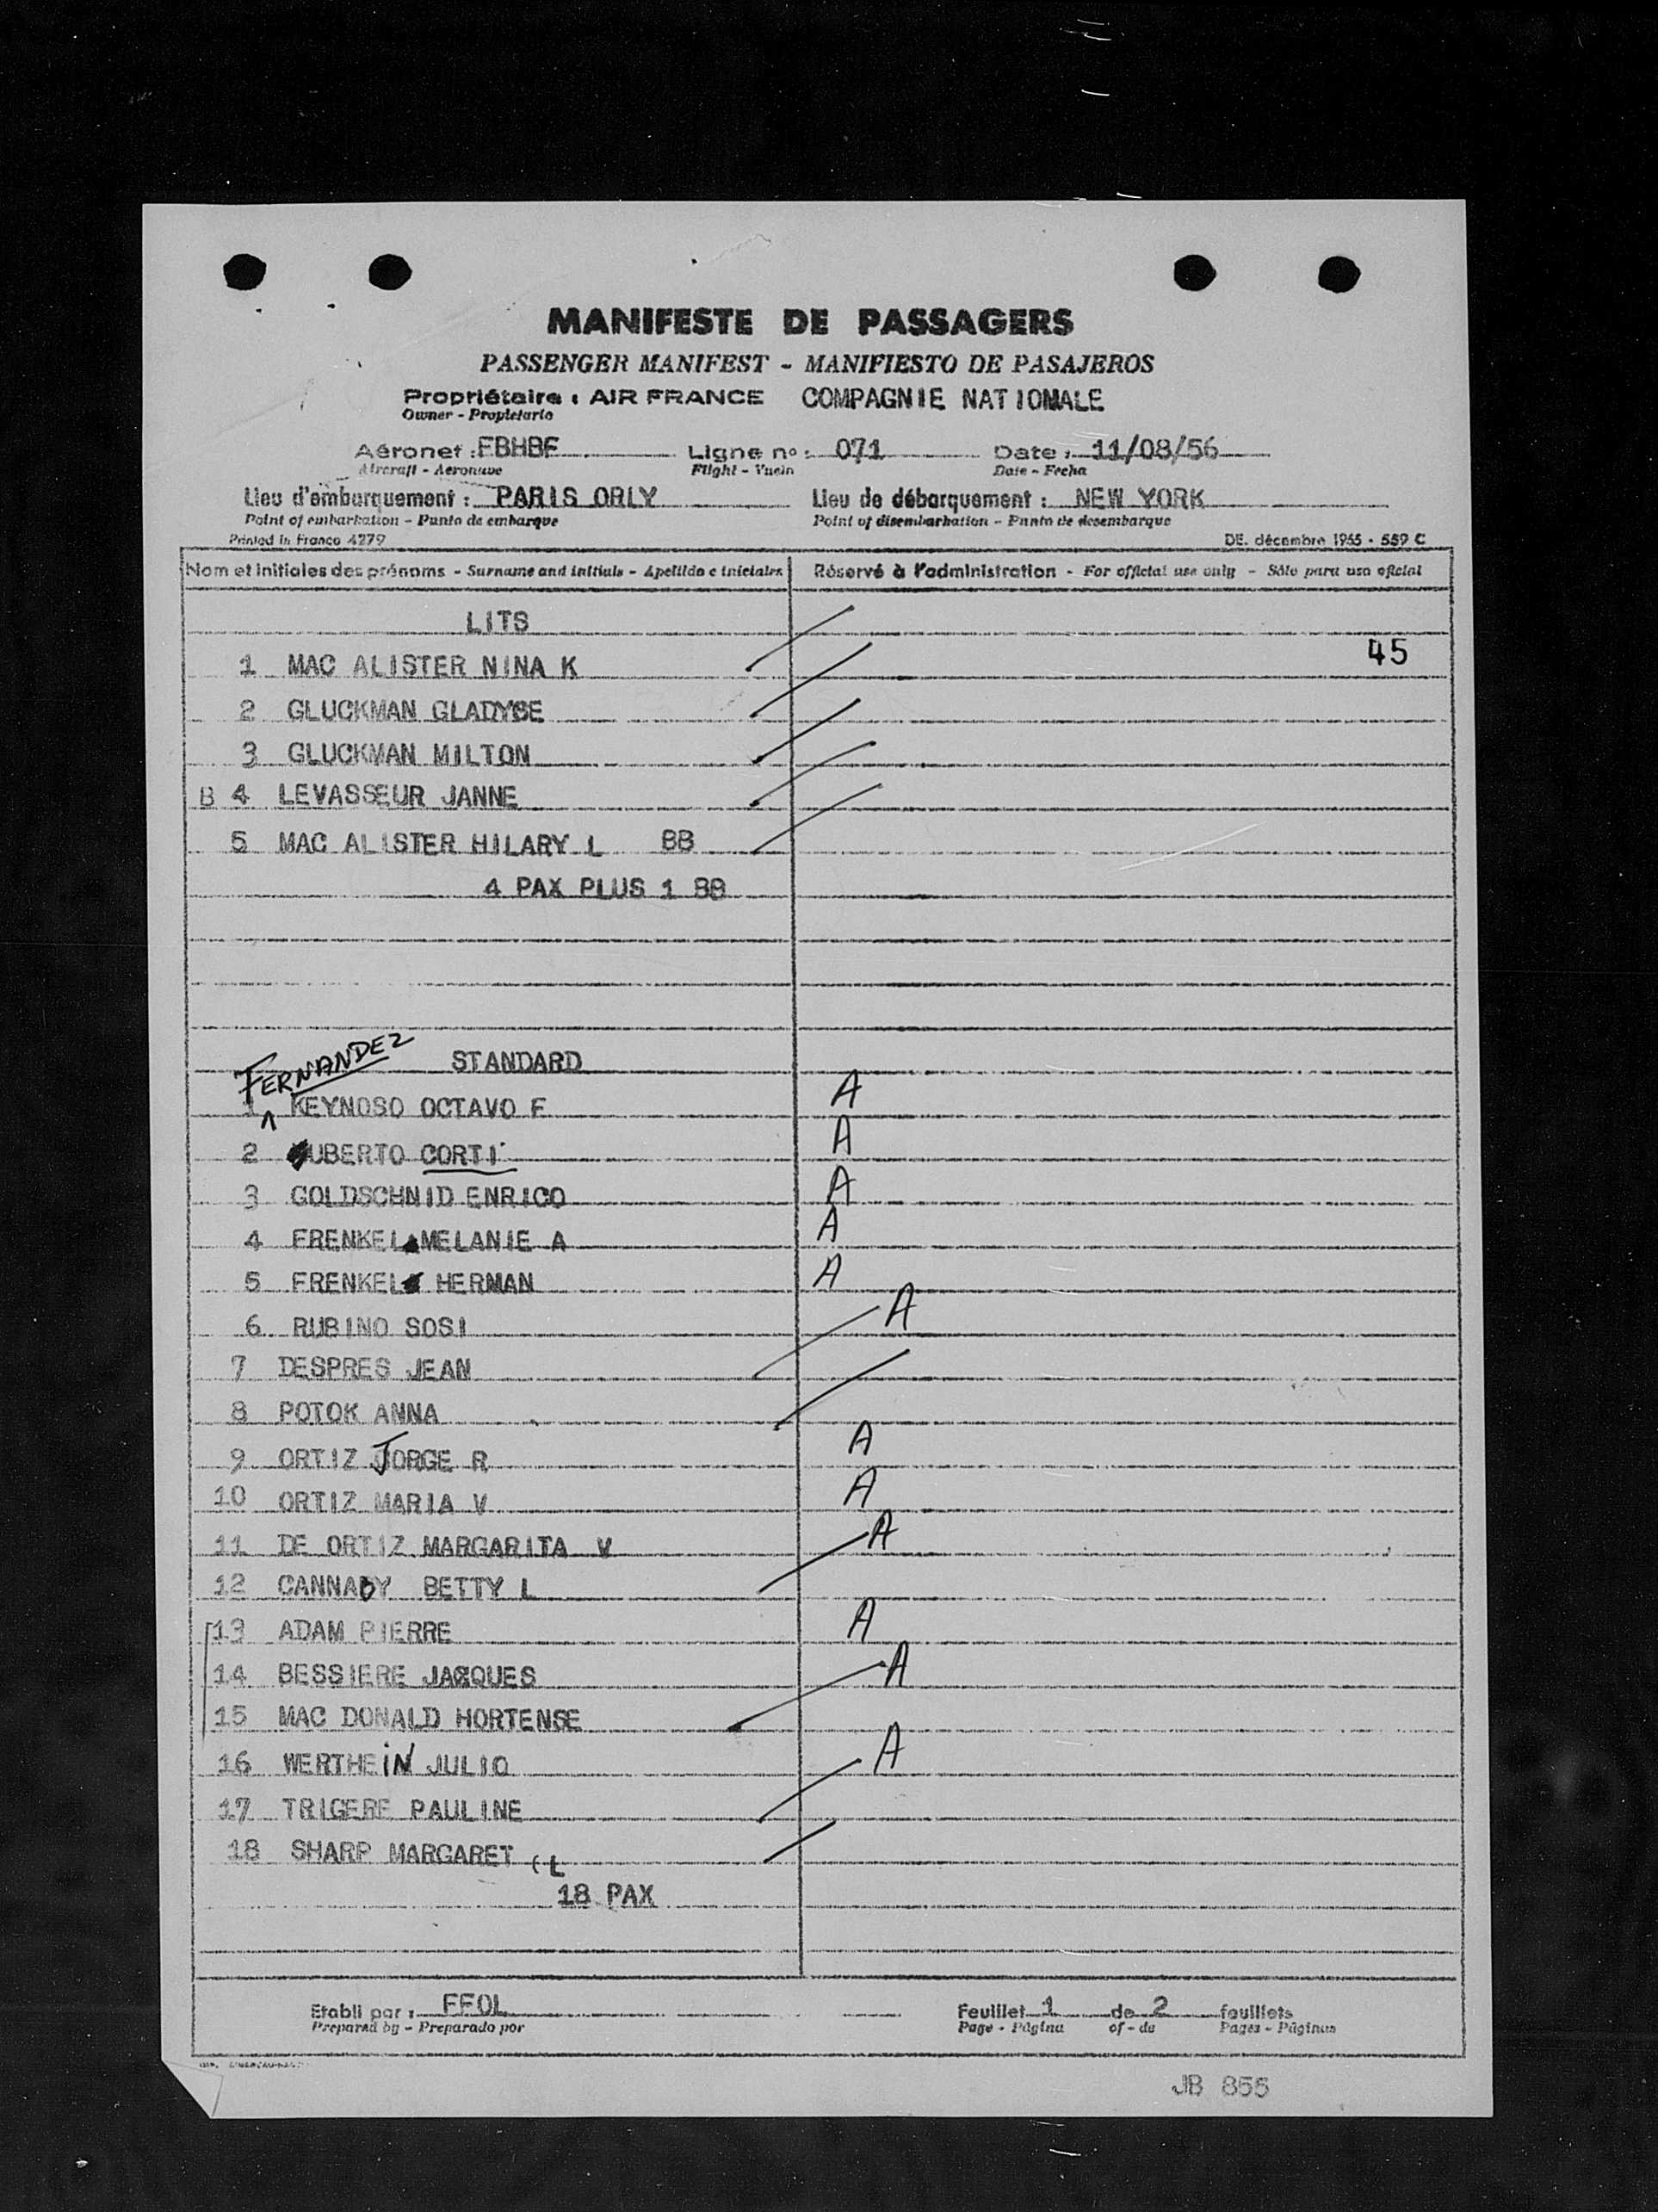 MANIFESTE DE PASSAGERS
PASSENGER MANIFEST - MANIFIESTO DE PASAJEROS
Propriétaire : AIR FRANCE COMPAGNIE NATIONALE
Owner - Propietario
Aéronef : FBHBF Ligne no : 071 Date : 11/08/56
Aircraft - Aeronave Flight - Vuelo Date - Fecha
Lieu d'embarquement : PARIS ORLY Lieu de débarquement : NEW YORK
Point of embarkation - Punto de embarque Point of disembarkation - Punto de desembarque
Printed in France 4279 DE. décembre 1955 - 559 C
Nom et initiales des prénoms - Surname and initials - Apellido e iniciales Réservé à l'administration - For official use only - Sólo para uso oficial
LITS
45
1 MAC ALISTER NINA K
2 GLUCKMAN GLADYSE
3 GLUCKMAN MILTON
B 4 LEVASSEUR JANNE
5 MAC ALISTER HILARY L BB
4 PAX PLUS 1 BB
FERNANDEZ STANDARD
1 KEYNOSO OCTAVO F A
2 UBERTO CORTI A
3 GOLDSCHNID ENRICO A
4 FRENKEL MELANIE A A
5 FRENKEL HERMAN A
6 RUBINO SOSI A
7 DESPRES JEAN
8 POTOK ANNA
9 ORTIZ JORGE R A
10 ORTIZ MARIA V A
11 DE ORTIZ MARGARITA V A
12 CANNADY BETTY L
13 ADAM PIERRE A
14 BESSIERE JACQUES A
15 MAC DONALD HORTENSE
16 WERTHEiN JULIO A
17 TRIGERE PAULINE
18 SHARP MARGARET (L
18 PAX
Etabli par : FFOL Feuillet 1 de 2 feuillets
Prepared by - Preparado por Page - Página of - de Pages - Páginas
JB 855